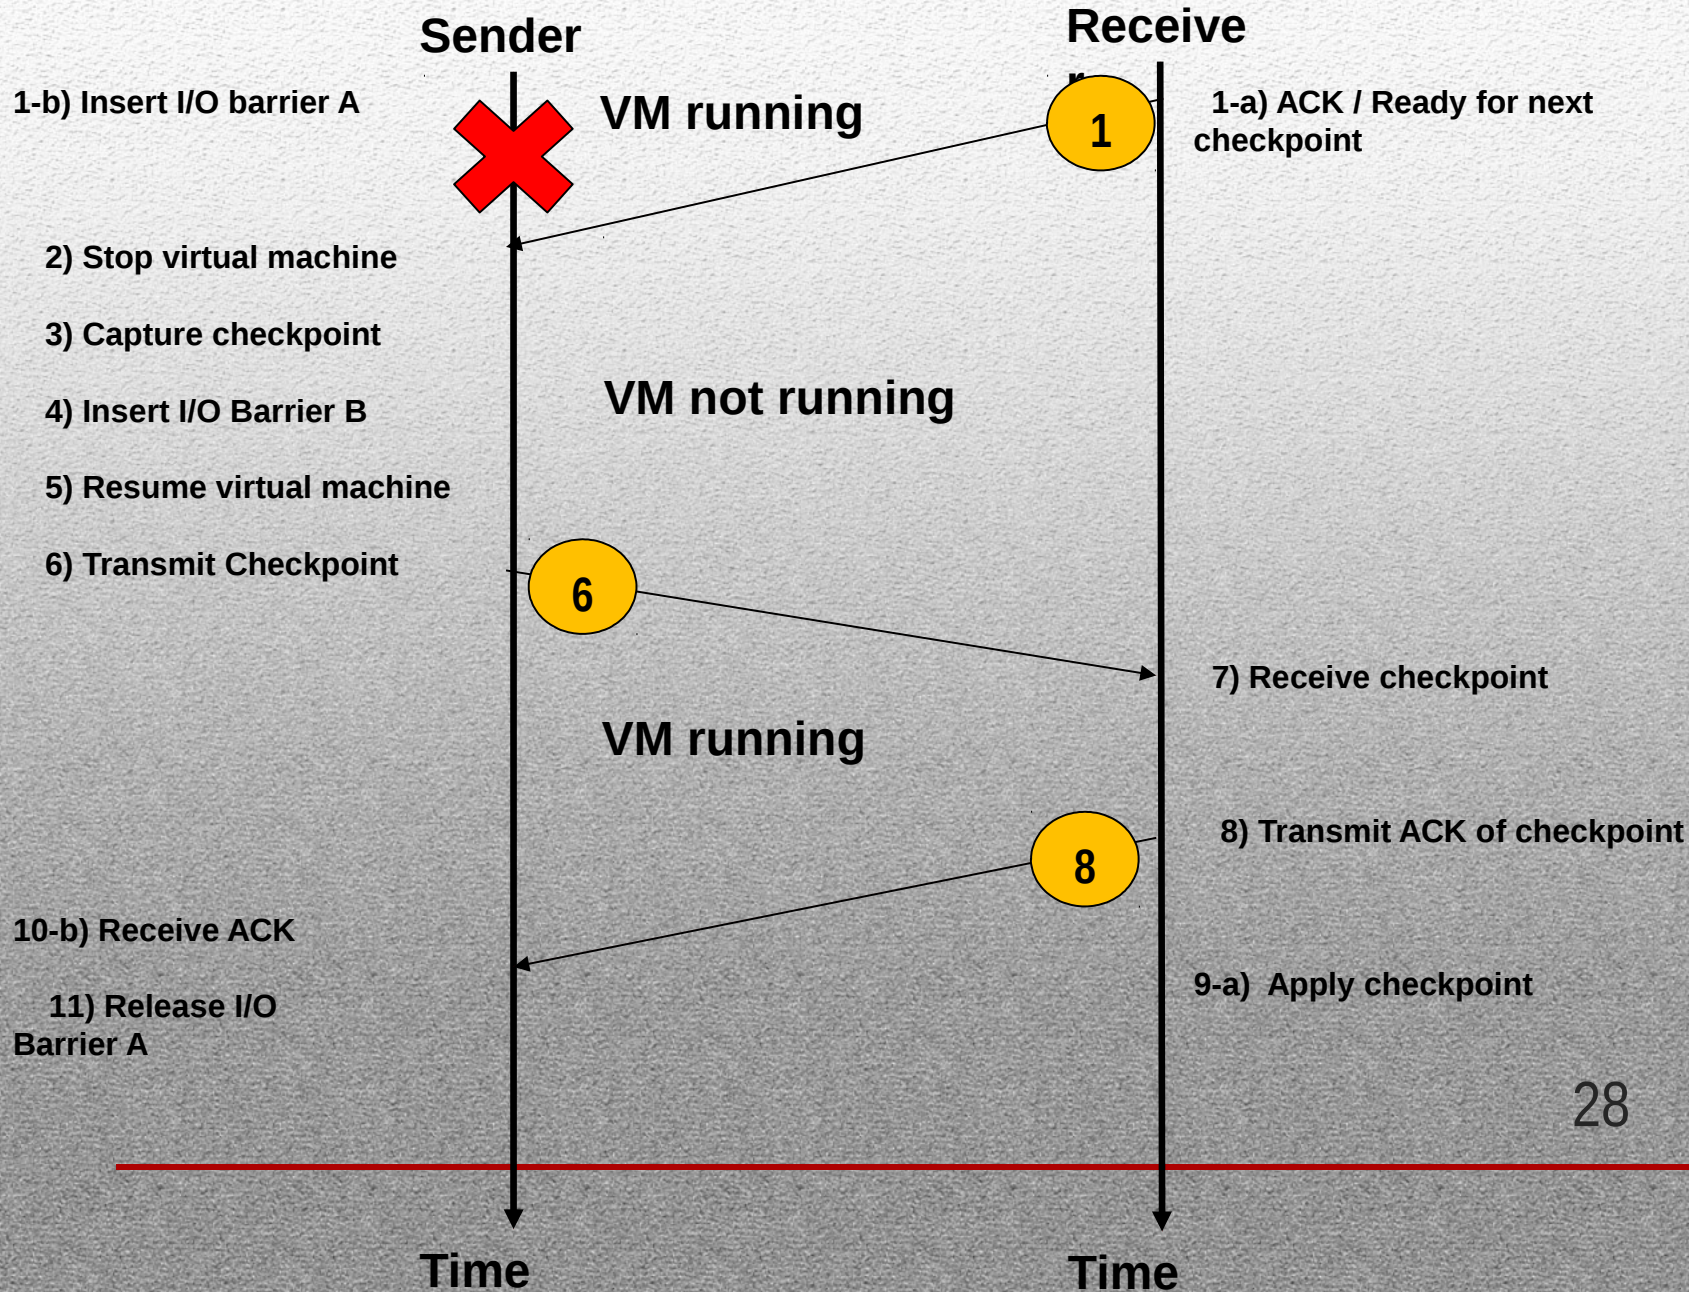 Sender
Receive
r
1-b) Insert I/O barrier A
VM running
1
1-a) ACK / Ready for next
checkpoint
2) Stop virtual machine
3) Capture checkpoint
VM not running
4) Insert I/O Barrier B
5) Resume virtual machine
6) Transmit Checkpoint
6
7) Receive checkpoint
VM running
8) Transmit ACK of checkpoint
8
10-b) Receive ACK
9-a) Apply checkpoint
11) Release I/O
Barrier A
28
Time
Time